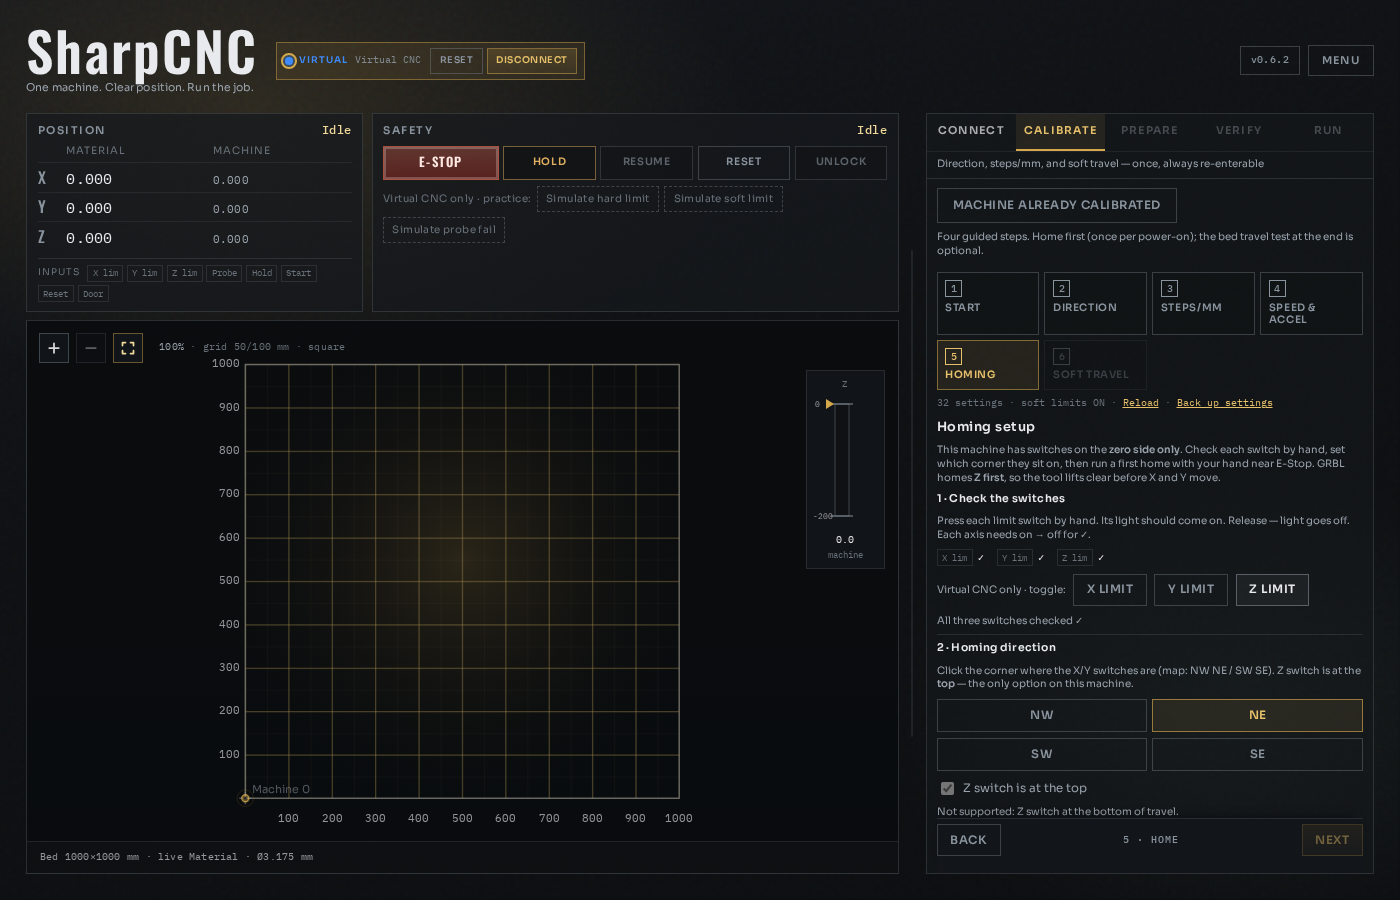 SharpCNC
One machine. Clear position. Run the job.
VIRTUAL Virtual CNC RESET DISCONNECT
v0.6.2 MENU
POSITION Idle
MATERIAL MACHINE
X 0.000 0.000
Y 0.000 0.000
Z 0.000 0.000
INPUTS X lim Y lim Z lim Probe Hold Start
Reset Door
SAFETY Idle
E-STOP HOLD RESUME RESET UNLOCK
Virtual CNC only · practice: Simulate hard limit Simulate soft limit
Simulate probe fail
+ − 100% · grid 50/100 mm · square
1000
900
800
700
600
500
400
300
200
100
Machine 0
100 200 300 400 500 600 700 800 900 1000
Z
0
-200
0.0
machine
Bed 1000×1000 mm · live Material · Ø3.175 mm
CONNECT CALIBRATE PREPARE VERIFY RUN
Direction, steps/mm, and soft travel — once, always re-enterable
MACHINE ALREADY CALIBRATED
Four guided steps. Home first (once per power-on); the bed travel test at the end is
optional.
1 START
2 DIRECTION
3 STEPS/MM
4 SPEED &
ACCEL
5 HOMING
6 SOFT TRAVEL
32 settings · soft limits ON · Reload · Back up settings
Homing setup
This machine has switches on the zero side only. Check each switch by hand, set
which corner they sit on, then run a first home with your hand near E-Stop. GRBL
homes Z first, so the tool lifts clear before X and Y move.
1 · Check the switches
Press each limit switch by hand. Its light should come on. Release — light goes off.
Each axis needs on → off for ✓.
X lim ✓ Y lim ✓ Z lim ✓
Virtual CNC only · toggle: X LIMIT Y LIMIT Z LIMIT
All three switches checked ✓
2 · Homing direction
Click the corner where the X/Y switches are (map: NW NE / SW SE). Z switch is at the
top — the only option on this machine.
NW NE
SW SE
Z switch is at the top
Not supported: Z switch at the bottom of travel.
BACK 5 · HOME NEXT